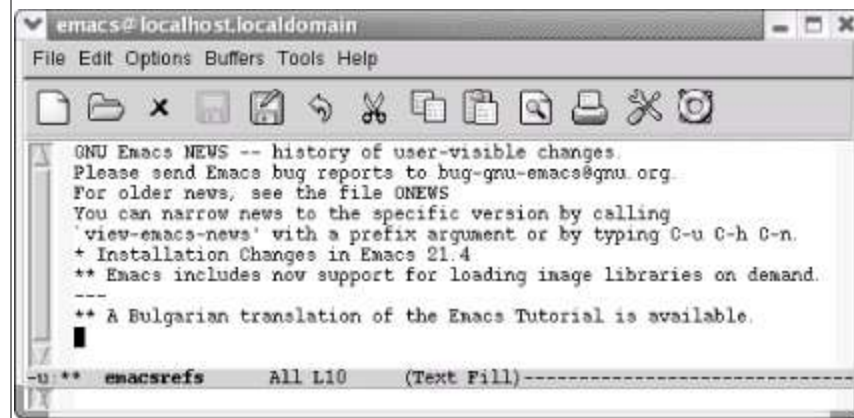 emacs@localhost.localdomain
File Edit Options Buffers Tools Help
GNU Emacs NEWS -- history of user-visible changes.
Please send Emacs bug reports to bug-gnu-emacs@gnu.org.
For older news, see the file ONEWS
You can narrow news to the specific version by calling
`view-emacs-news' with a prefix argument or by typing C-u C-h C-n.
* Installation Changes in Emacs 21.4
** Emacs includes now support for loading image libraries on demand.
---
** A Bulgarian translation of the Emacs Tutorial is available.
-u:** emacsrefs All L10 (Text Fill)-----------------------------